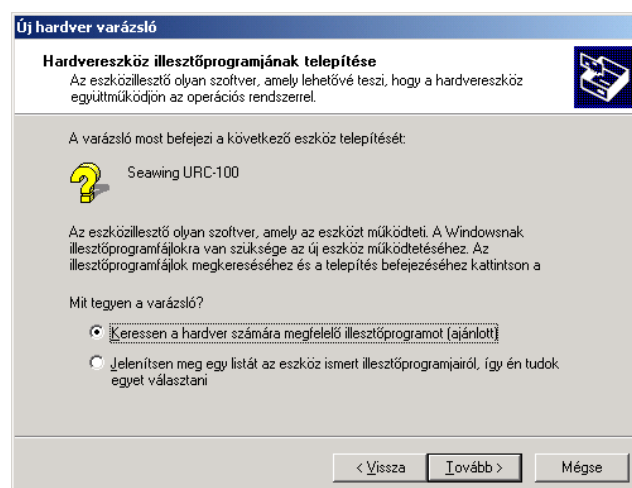 Új hardver varázsló
Hardvereszköz illesztőprogramjának telepítése
Az eszközillesztő olyan szoftver, amely lehetővé teszi, hogy a hardvereszköz
együttműködjön az operációs rendszerrel.
A varázsló most befejezi a következő eszköz telepítését:
Seawing URC-100
Az eszközillesztő olyan szoftver, amely az eszközt működteti. A Windowsnak
illesztőprogramfájlokra van szüksége az új eszköz működtetéséhez. Az
illesztőprogramfájlok megkereséséhez és a telepítés befejezéséhez kattintson a
Mit tegyen a varázsló?
Keressen a hardver számára megfelelő illesztőprogramot (ajánlott)
Jelenítsen meg egy listát az eszköz ismert illesztőprogramjairól, így én tudok
egyet választani
< Vissza Tovább > Mégse